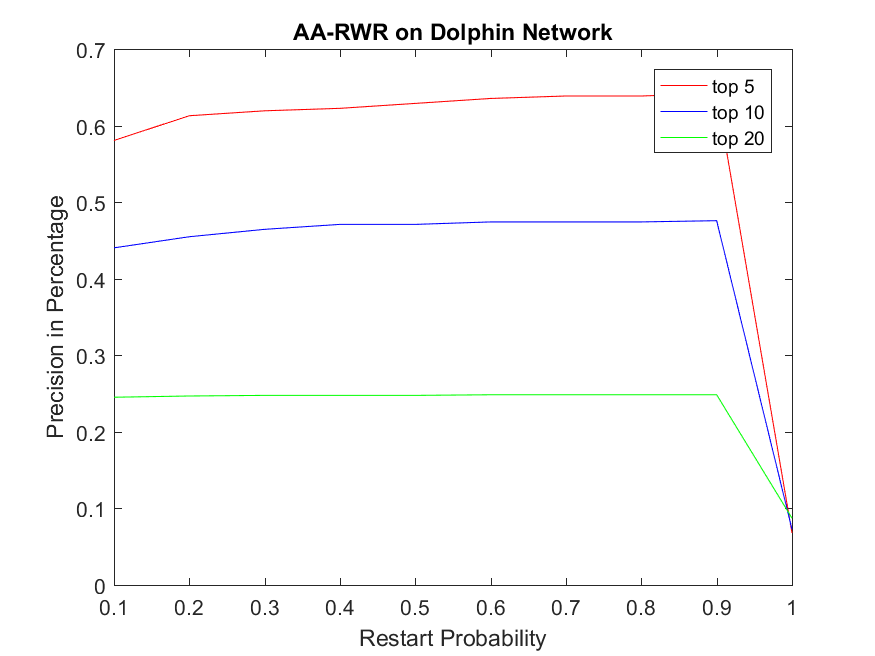 AA-RWR on Dolphin Network
0.7
0.6
0.5
0.4
0.3
0.2
0.1
0
Precision in Percentage
top 5
top 10
top 20
0.1 0.2 0.3 0.4 0.5 0.6 0.7 0.8 0.9 1
Restart Probability